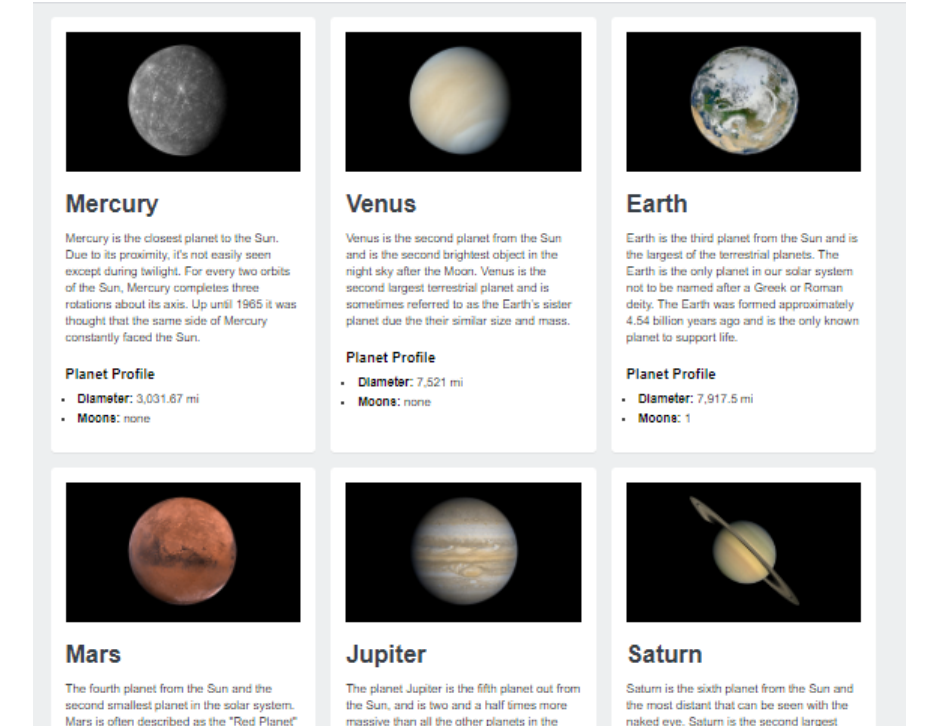 Mercury
Mercury is the closest planet to the Sun.
Due to its proximity, it's not easily seen
except during twilight. For every two orbits
of the Sun, Mercury completes three
rotations about its axis. Up until 1965 it was
thought that the same side of Mercury
constantly faced the Sun.
Planet Profile
• Diameter: 3,031.67 mi
• Moons: none
Venus
Venus is the second planet from the Sun
and is the second brightest object in the
night sky after the Moon. Venus is the
second largest terrestrial planet and is
sometimes referred to as the Earth's sister
planet due the their similar size and mass.
Planet Profile
• Diameter: 7,521 mi
• Moons: none
Earth
Earth is the third planet from the Sun and is
the largest of the terrestrial planets. The
Earth is the only planet in our solar system
not to be named after a Greek or Roman
deity. The Earth was formed approximately
4.54 billion years ago and is the only known
planet to support life.
Planet Profile
• Diameter: 7,917.5 mi
• Moons: 1
Mars
The fourth planet from the Sun and the
second smallest planet in the solar system.
Mars is often described as the "Red Planet"
Jupiter
The planet Jupiter is the fifth planet out from
the Sun, and is two and a half times more
massive than all the other planets in the
Saturn
Saturn is the sixth planet from the Sun and
the most distant that can be seen with the
naked eye. Saturn is the second largest